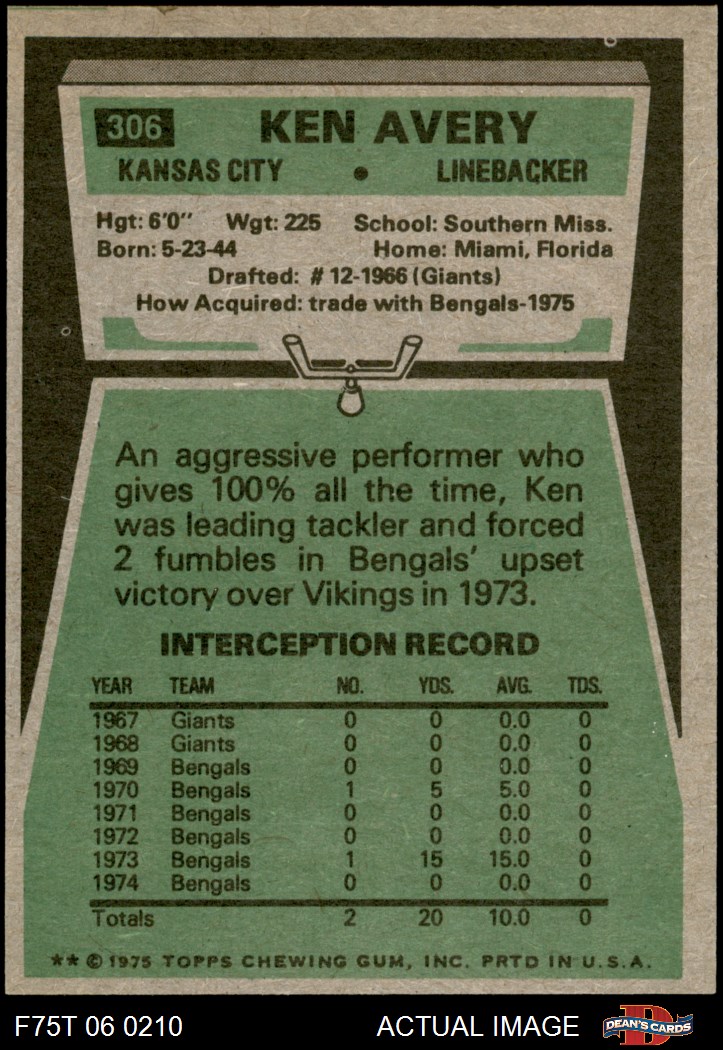 306 KEN AVERY
KANSAS CITY • LINEBACKER
Hgt: 6'0" Wgt: 225 School: Southern Miss.
Born: 5-23-44 Home: Miami, Florida
Drafted: # 12-1966 (Giants)
How Acquired: trade with Bengals-1975
An aggressive performer who
gives 100% all the time, Ken
was leading tackler and forced
2 fumbles in Bengals' upset
victory over Vikings in 1973.
INTERCEPTION RECORD
YEAR TEAM NO. YDS. AVG. TDS.
1967 Giants 0 0 0.0 0
1968 Giants 0 0 0.0 0
1969 Bengals 0 0 0.0 0
1970 Bengals 1 5 5.0 0
1971 Bengals 0 0 0.0 0
1972 Bengals 0 0 0.0 0
1973 Bengals 1 15 15.0 0
1974 Bengals 0 0 0.0 0
Totals 2 20 10.0 0
** © 1975 TOPPS CHEWING GUM, INC. PRTD IN U.S.A.
F75T 06 0210 ACTUAL IMAGE D DEAN'S CARDS